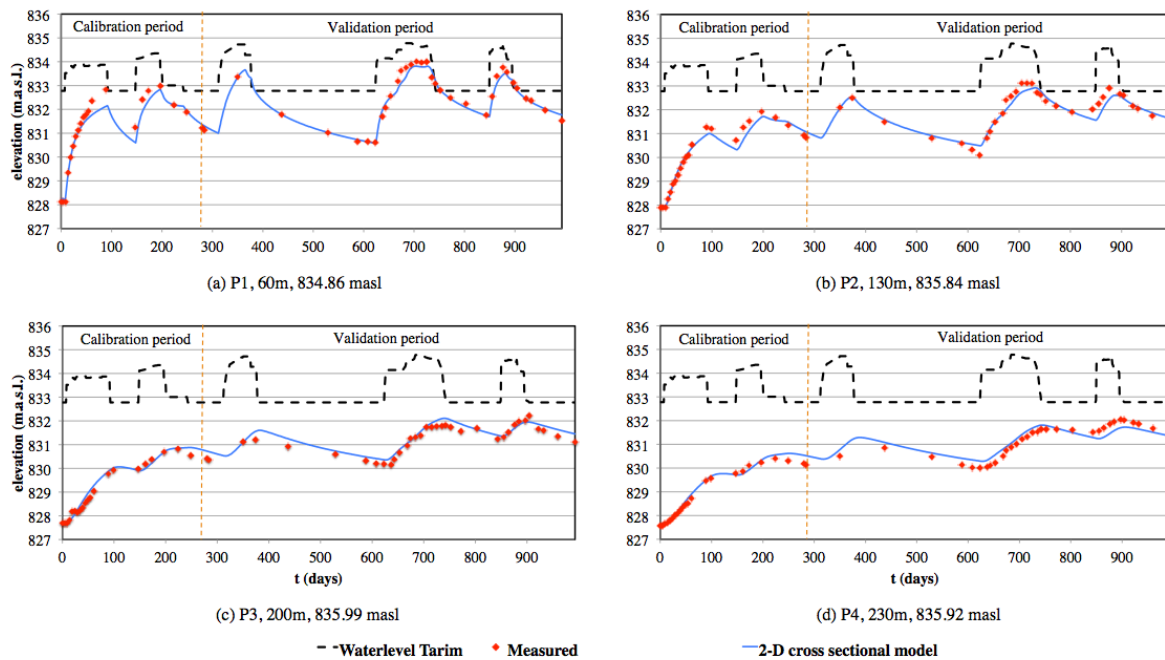 Calibration period Validation period
836
835
834
833
832
831
830
829
828
827
elevation (m.a.s.l.)
0 100 200 300 400 500 600 700 800 900
(a) P1, 60m, 834.86 masl
Calibration period Validation period
836
835
834
833
832
831
830
829
828
827
0 100 200 300 400 500 600 700 800 900
(b) P2, 130m, 835.84 masl
Calibration period Validation period
836
835
834
833
832
831
830
829
828
827
elevation (m.a.s.l.)
0 100 200 300 400 500 600 700 800 900
t (days)
(c) P3, 200m, 835.99 masl
Calibration period Validation period
836
835
834
833
832
831
830
829
828
827
0 100 200 300 400 500 600 700 800 900
t (days)
(d) P4, 230m, 835.92 masl
Waterlevel Tarim Measured 2-D cross sectional model